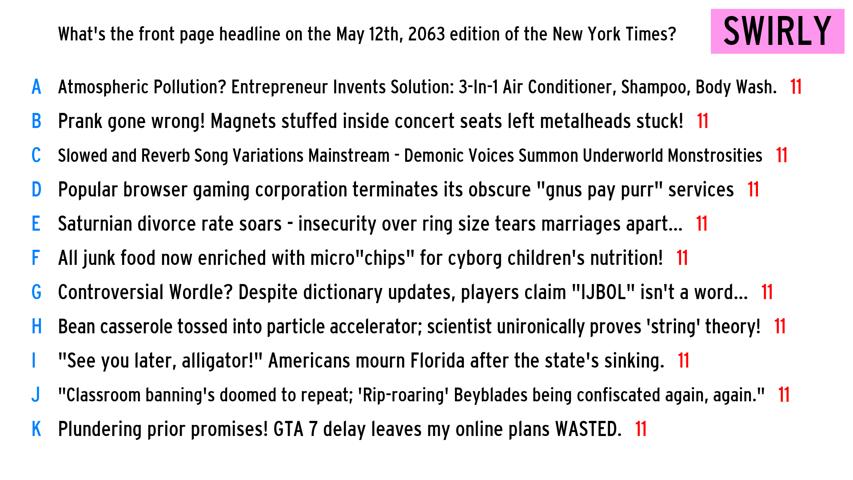 What's the front page headline on the May 12th, 2063 edition of the New York Times?
SWIRLY
A Atmospheric Pollution? Entrepreneur Invents Solution: 3-In-1 Air Conditioner, Shampoo, Body Wash. 11
B Prank gone wrong! Magnets stuffed inside concert seats left metalheads stuck! 11
C Slowed and Reverb Song Variations Mainstream - Demonic Voices Summon Underworld Monstrosities 11
D Popular browser gaming corporation terminates its obscure "gnus pay purr" services 11
E Saturnian divorce rate soars - insecurity over ring size tears marriages apart... 11
F All junk food now enriched with micro"chips" for cyborg children's nutrition! 11
G Controversial Wordle? Despite dictionary updates, players claim "IJBOL" isn't a word... 11
H Bean casserole tossed into particle accelerator; scientist unironically proves 'string' theory! 11
I "See you later, alligator!" Americans mourn Florida after the state's sinking. 11
J "Classroom banning's doomed to repeat; 'Rip-roaring' Beyblades being confiscated again, again." 11
K Plundering prior promises! GTA 7 delay leaves my online plans WASTED. 11